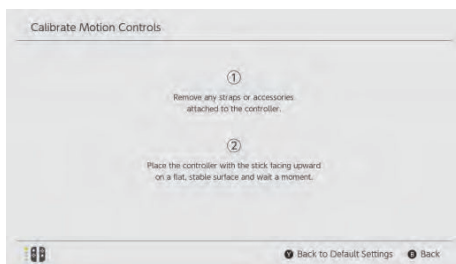 Calibrate Motion Controls
①
Remove any straps or accessories
attached to the controller.
②
Place the controller with the stick facing upward
on a flat, stable surface and wait a moment.
Y Back to Default Settings B Back